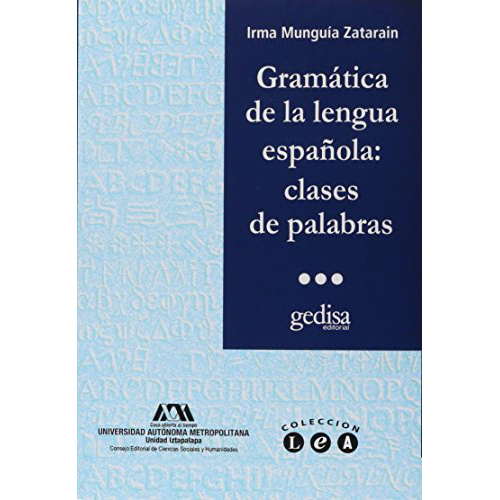 Irma Munguía Zatarain
Gramática
de la lengua
española:
clases
de palabras
gedisa
editorial
Casa abierta al tiempo
UNIVERSIDAD AUTÓNOMA METROPOLITANA
Unidad Iztapalapa
Consejo Editorial de Ciencias Sociales y Humanidades
COLECCION
LeA